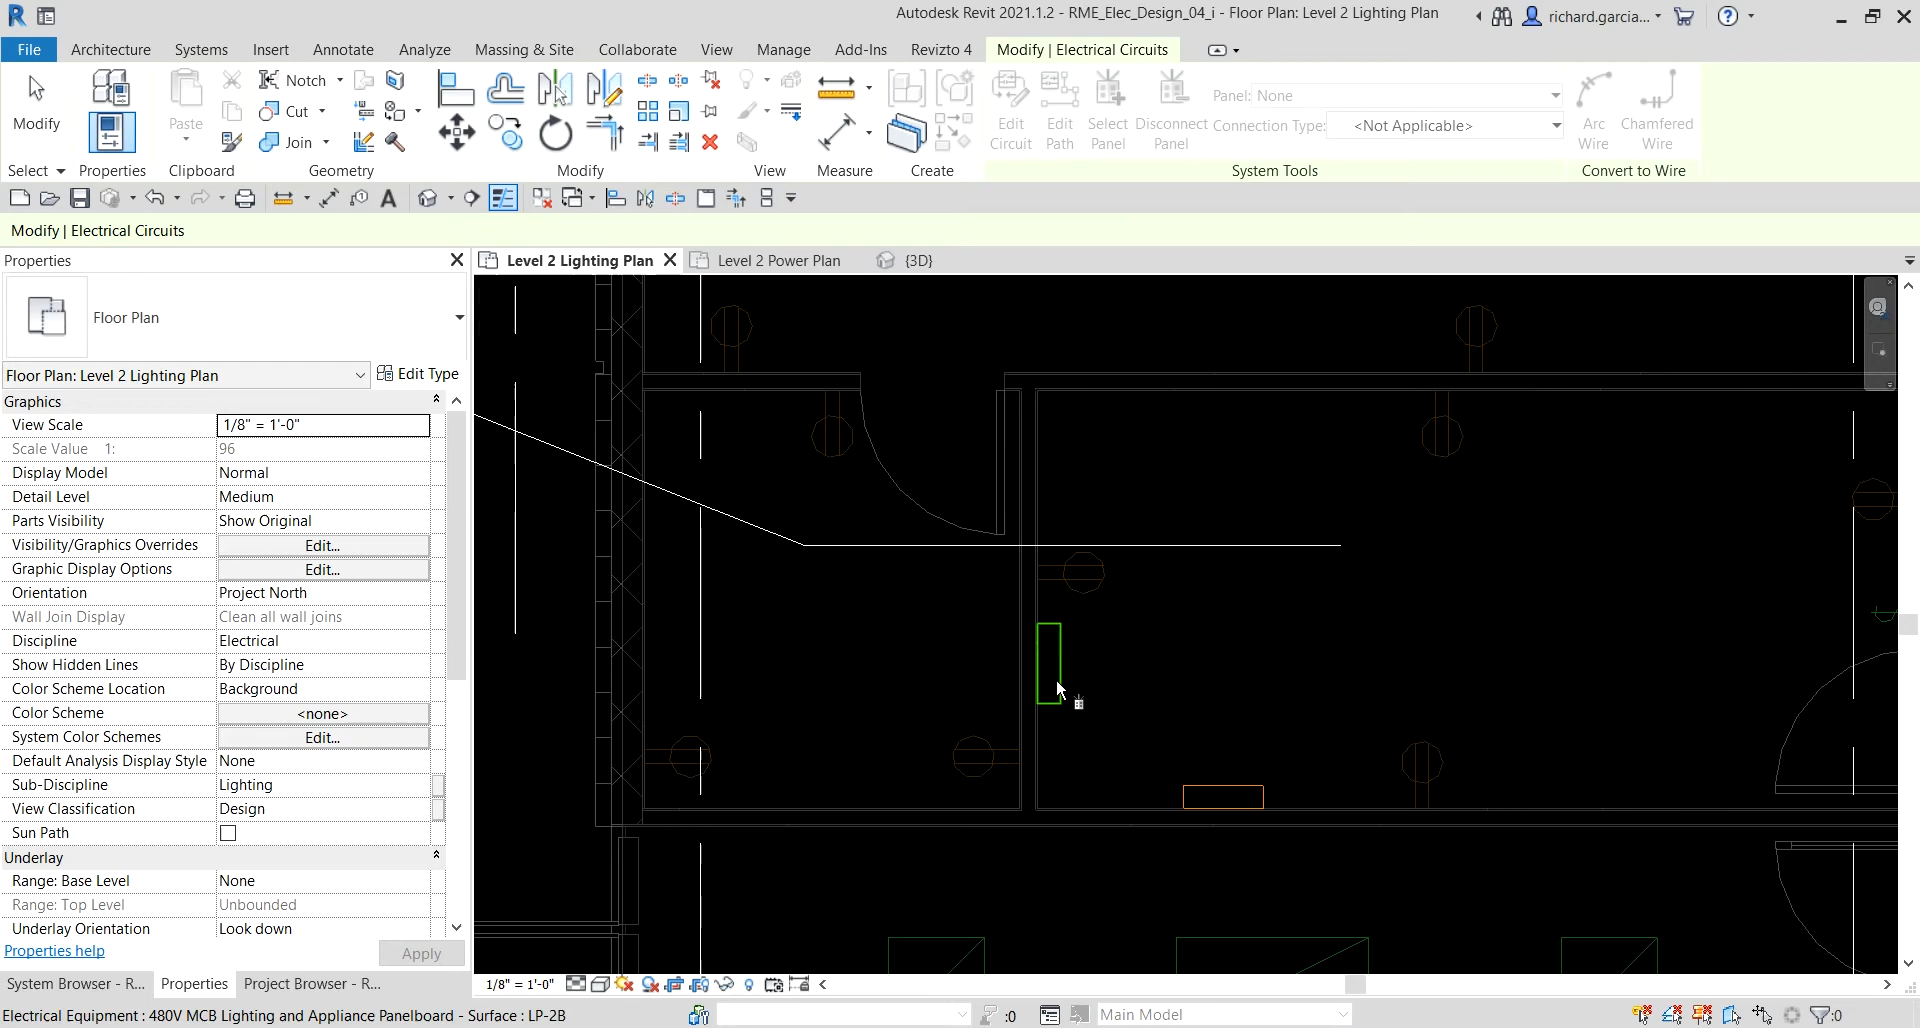 Autodesk Revit 2021.1.2 - RME_Elec_Design_04_i - Floor Plan: Level 2 Lighting Plan
richard.garcia...
File Architecture Systems Insert Annotate Analyze Massing & Site Collaborate View Manage Add-Ins Revizto 4 Modify | Electrical Circuits
Modify
Paste
Notch
Cut
Join
Edit Circuit
Edit Path
Select Panel
Disconnect Panel
Panel: None
Connection Type: <Not Applicable>
Arc Wire
Chamfered Wire
Select Properties Clipboard Geometry Modify View Measure Create System Tools Convert to Wire
Modify | Electrical Circuits
Properties
Level 2 Lighting Plan Level 2 Power Plan {3D}
Floor Plan
Floor Plan: Level 2 Lighting Plan Edit Type
Graphics
View Scale 1/8" = 1'-0"
Scale Value 1: 96
Display Model Normal
Detail Level Medium
Parts Visibility Show Original
Visibility/Graphics Overrides Edit...
Graphic Display Options Edit...
Orientation Project North
Wall Join Display Clean all wall joins
Discipline Electrical
Show Hidden Lines By Discipline
Color Scheme Location Background
Color Scheme <none>
System Color Schemes Edit...
Default Analysis Display Style None
Sub-Discipline Lighting
View Classification Design
Sun Path
Underlay
Range: Base Level None
Range: Top Level Unbounded
Underlay Orientation Look down
Properties help Apply
System Browser - R... Properties Project Browser - R...
1/8" = 1'-0"
Electrical Equipment : 480V MCB Lighting and Appliance Panelboard - Surface : LP-2B
:0
Main Model
:0